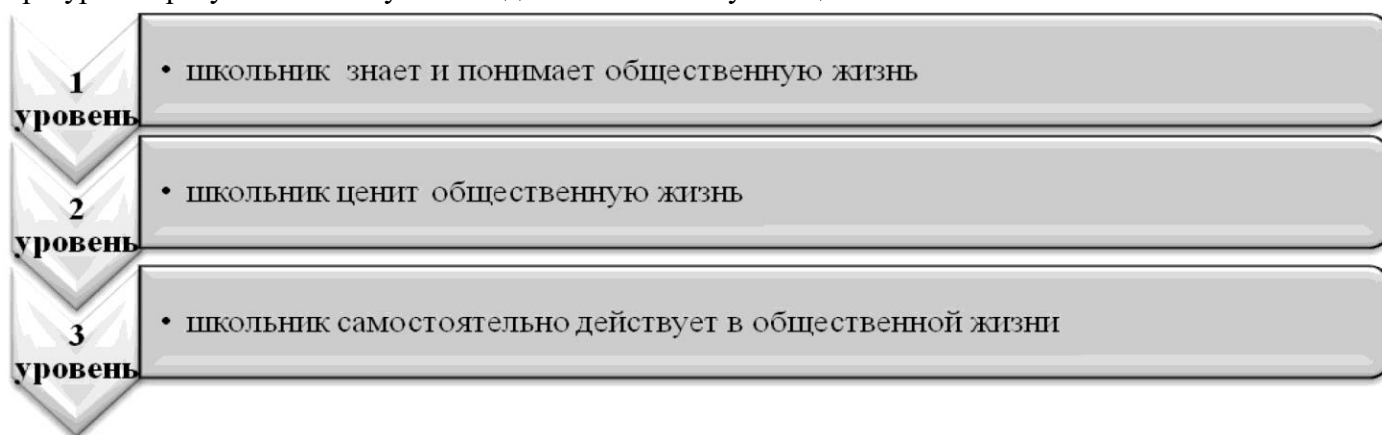 1
уровень
• школьник знает и понимает общественную жизнь
2
уровень
• школьник ценит общественную жизнь
3
уровень
• школьник самостоятельно действует в общественной жизни